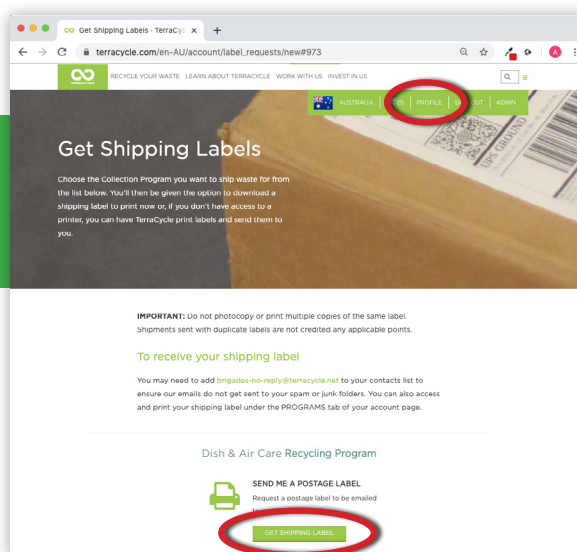 Get Shipping Labels · TerraCyc
terracycle.com/en-AU/account/label_requests/new#973
A
TERRACYCLE
RECYCLE YOUR WASTE LEARN ABOUT TERRACYCLE WORK WITH US INVEST IN US
AUSTRALIA PROFILE OUT ADMIN
UPS GROUND
Get Shipping Labels
Choose the Collection Program you want to ship waste for from
the list below. You'll then be given the option to download a
shipping label to print now or, if you don't have access to a
printer, you can have TerraCycle print labels and send them to
you.
IMPORTANT: Do not photocopy or print multiple copies of the same label.
Shipments sent with duplicate labels are not credited any applicable points.
To receive your shipping label
You may need to add brigades-no-reply@terracycle.net to your contacts list to
ensure our emails do not get sent to your spam or junk folders. You can also access
and print your shipping label under the PROGRAMS tab of your account page.
Dish & Air Care Recycling Program
SEND ME A POSTAGE LABEL
Request a postage label to be emailed
GET SHIPPING LABEL